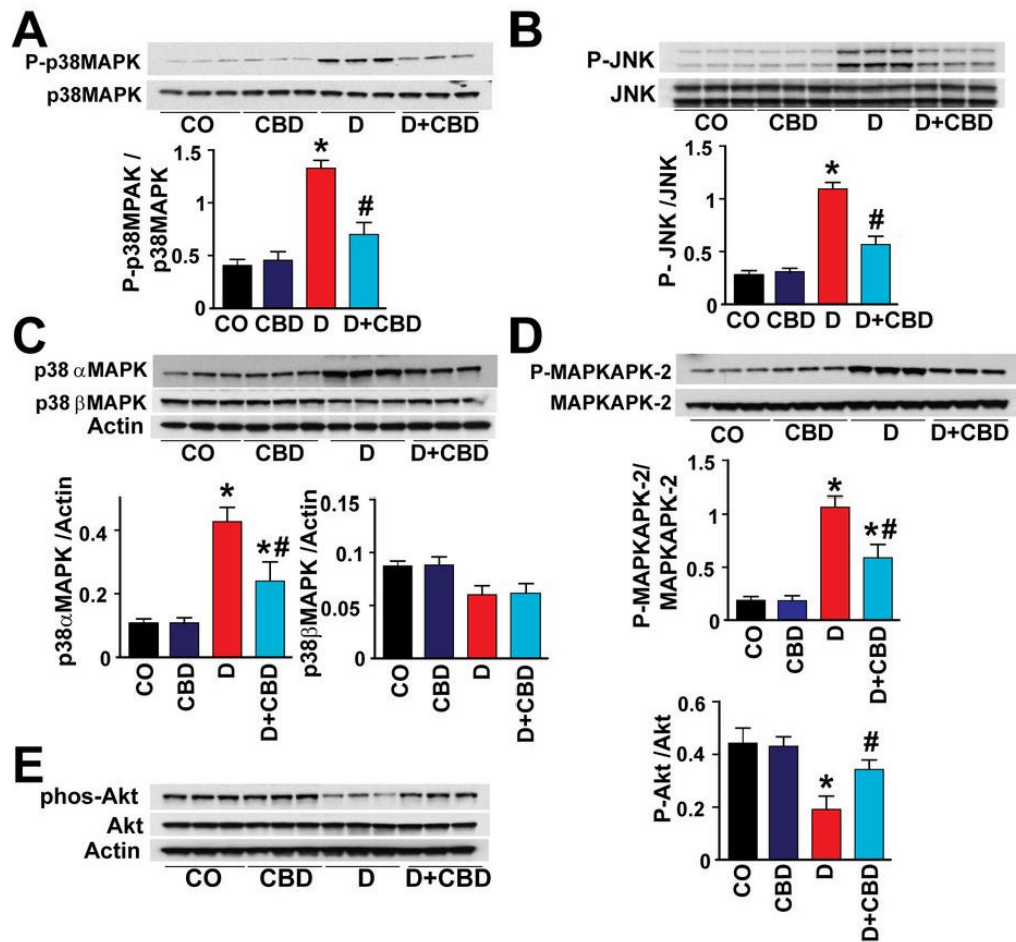 A
P-p38MAPK
p38MAPK
CO CBD D D+CBD
P-p38MPAK /
p38MAPK
1.5
1
0.5
0
*
#
CO CBD D D+CBD
B
P-JNK
JNK
CO CBD D D+CBD
P- JNK /JNK
1.5
1
0.5
0
*
#
CO CBD D D+CBD
C
p38 αMAPK
p38 βMAPK
Actin
CO CBD D D+CBD
p38αMAPK /Actin
0.4
0.2
0
*
*#
CO CBD D D+CBD
p38βMAPK /Actin
0.15
0.1
0.05
0
CO CBD D D+CBD
D
P-MAPKAPK-2
MAPKAPK-2
CO CBD D D+CBD
P-MAPKAPK-2/
MAPKAPK-2
1.5
1
0.5
0
*
*#
CO CBD D D+CBD
E
phos-Akt
Akt
Actin
CO CBD D D+CBD
P-Akt /Akt
0.6
0.4
0.2
0
*
#
CO CBD D D+CBD